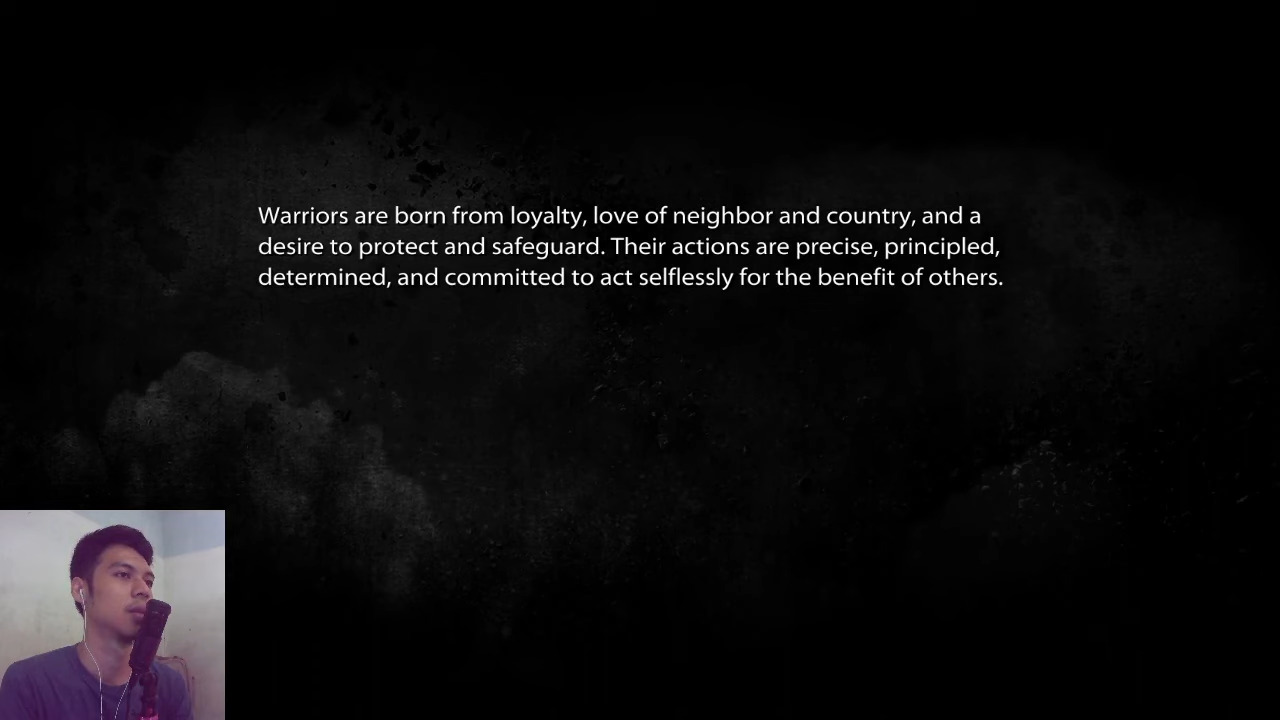 Warriors are born from loyalty, love of neighbor and country, and a
desire to protect and safeguard. Their actions are precise, principled,
determined, and committed to act selflessly for the benefit of others.